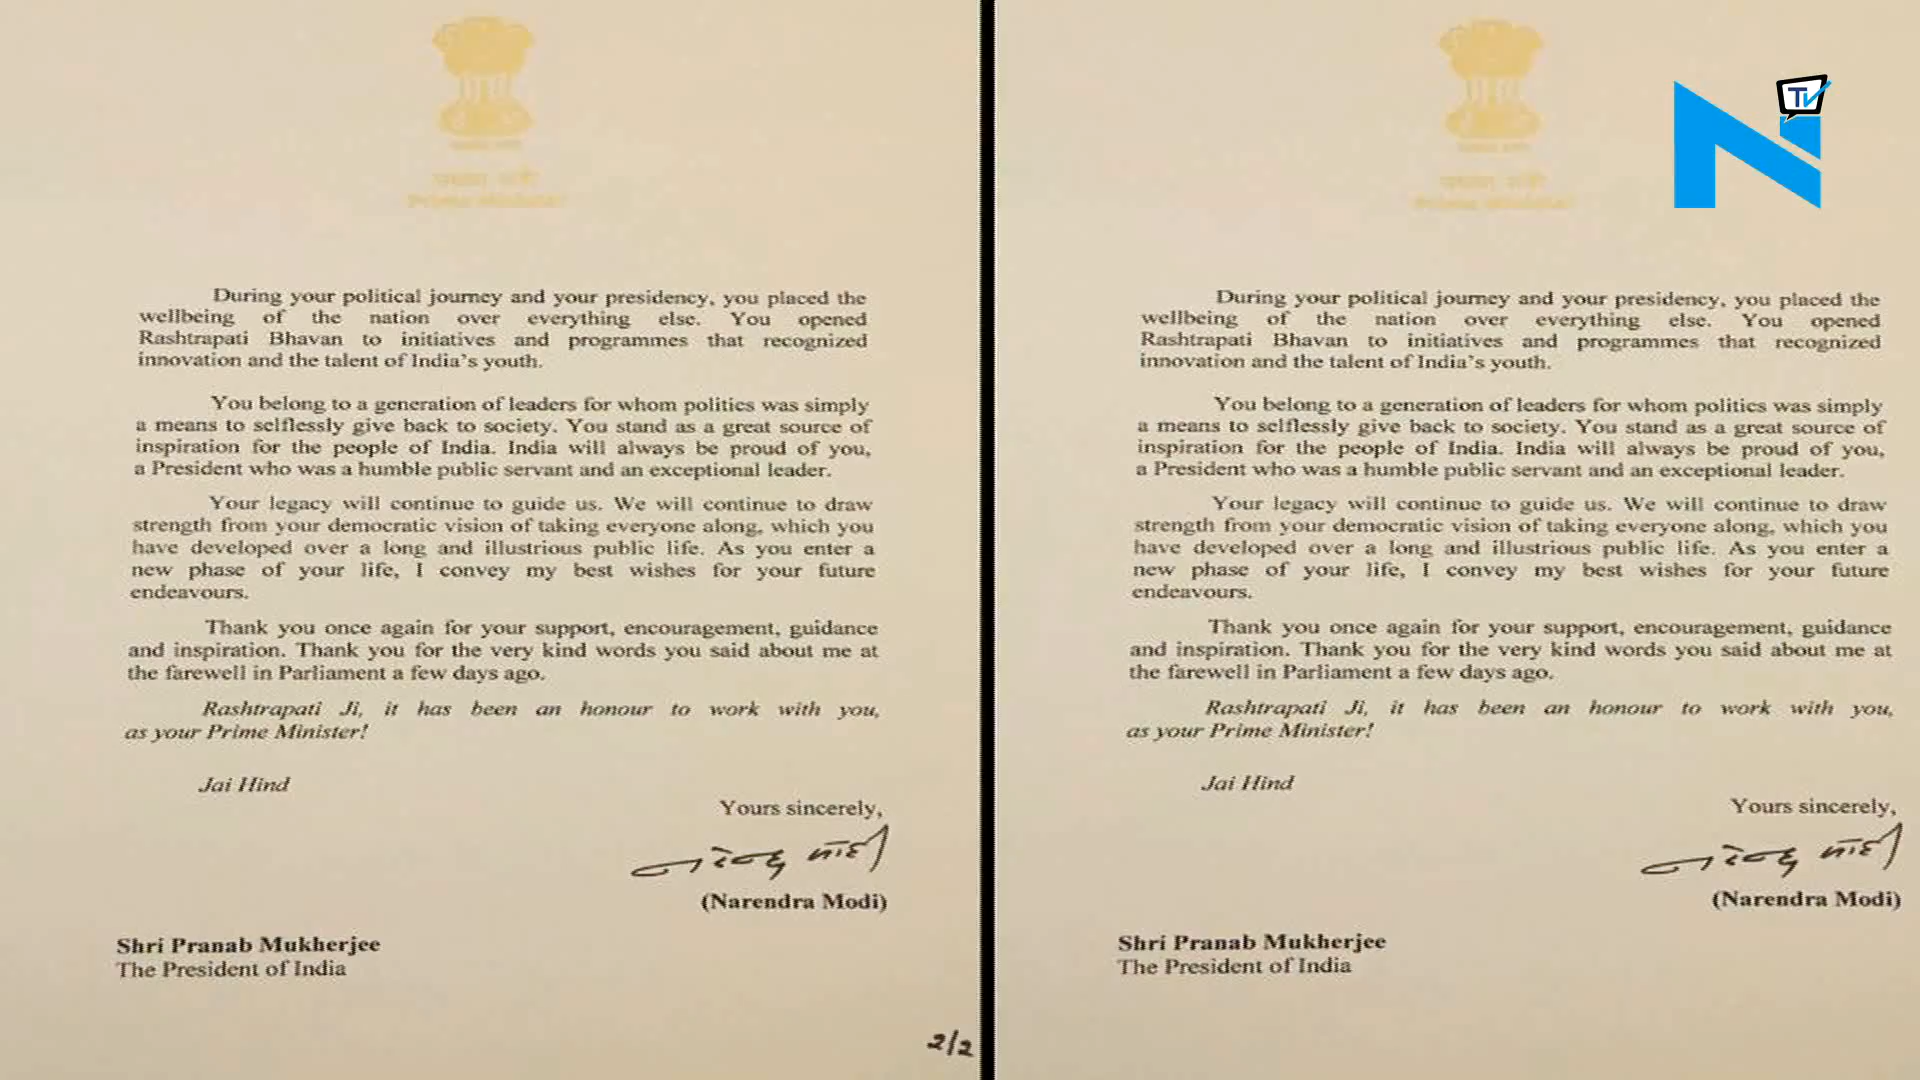 Prime Minister
During your political journey and your presidency, you placed the
wellbeing of the nation over everything else. You opened
Rashtrapati Bhavan to initiatives and programmes that recognized
innovation and the talent of India's youth.
You belong to a generation of leaders for whom politics was simply
a means to selflessly give back to society. You stand as a great source of
inspiration for the people of India. India will always be proud of you,
a President who was a humble public servant and an exceptional leader.
Your legacy will continue to guide us. We will continue to draw
strength from your democratic vision of taking everyone along, which you
have developed over a long and illustrious public life. As you enter a
new phase of your life, I convey my best wishes for your future
endeavours.
Thank you once again for your support, encouragement, guidance
and inspiration. Thank you for the very kind words you said about me at
the farewell in Parliament a few days ago.
Rashtrapati Ji, it has been an honour to work with you,
as your Prime Minister!
Jai Hind
Yours sincerely,
नरेन्द्र मोदी
(Narendra Modi)
Shri Pranab Mukherjee
The President of India
2/2
Prime Minister
During your political journey and your presidency, you placed the
wellbeing of the nation over everything else. You opened
Rashtrapati Bhavan to initiatives and programmes that recognized
innovation and the talent of India's youth.
You belong to a generation of leaders for whom politics was simply
a means to selflessly give back to society. You stand as a great source of
inspiration for the people of India. India will always be proud of you,
a President who was a humble public servant and an exceptional leader.
Your legacy will continue to guide us. We will continue to draw
strength from your democratic vision of taking everyone along, which you
have developed over a long and illustrious public life. As you enter a
new phase of your life, I convey my best wishes for your future
endeavours.
Thank you once again for your support, encouragement, guidance
and inspiration. Thank you for the very kind words you said about me at
the farewell in Parliament a few days ago.
Rashtrapati Ji, it has been an honour to work with you,
as your Prime Minister!
Jai Hind
Yours sincerely,
नरेन्द्र मोदी
(Narendra Modi)
Shri Pranab Mukherjee
The President of India
N TV